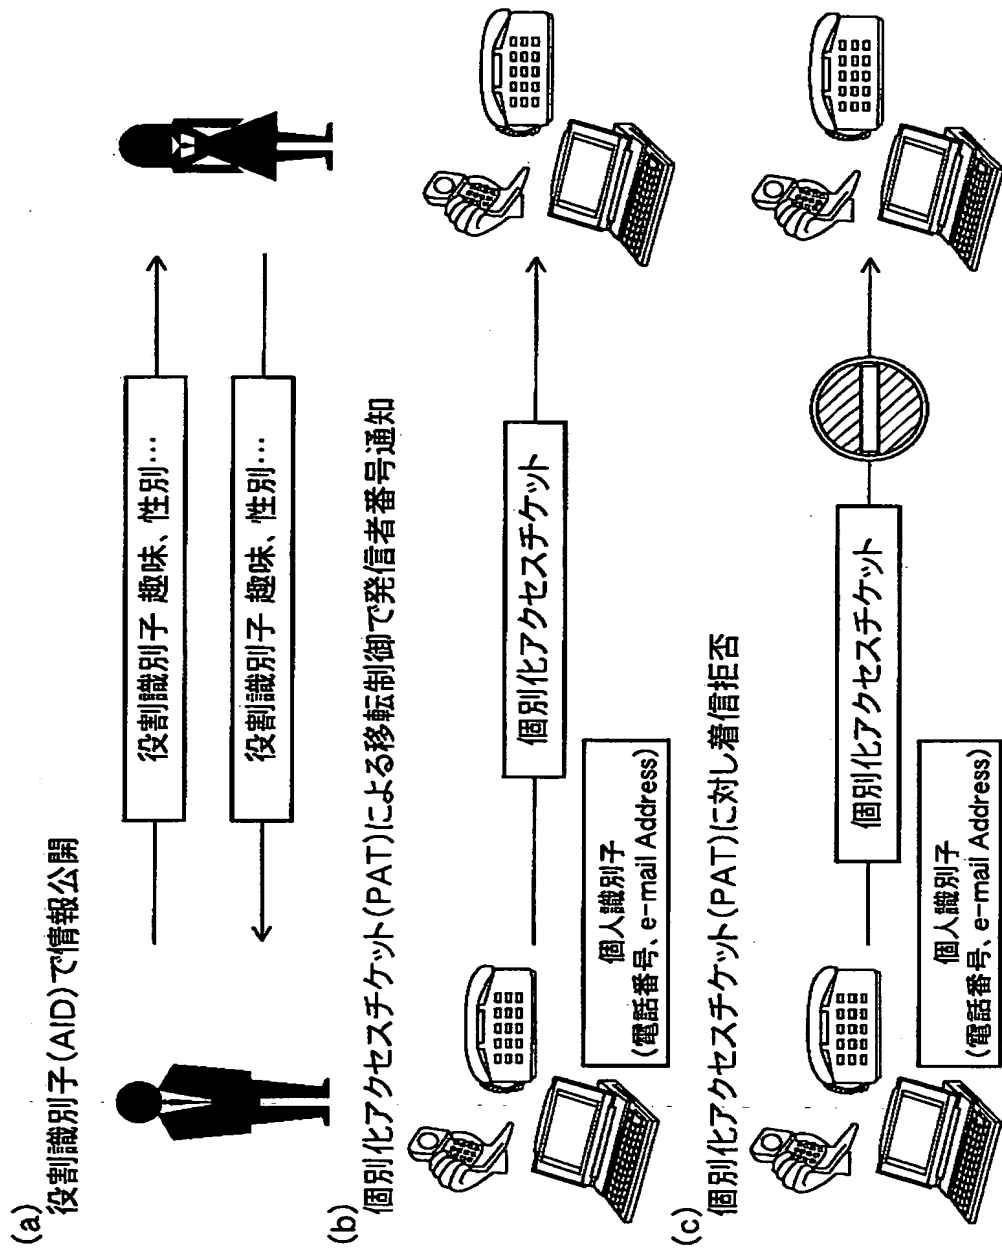 (a)
役割識別子(AID)で情報公開
役割識別子 趣味、性別…
役割識別子 趣味、性別…
(b)
個別化アクセスチケット(PAT)による移転制御で発信者番号通知
個別化アクセスチケット
個人識別子
(電話番号、e-mail Address)
(c)
個別化アクセスチケット(PAT)に対し着信拒否
個別化アクセスチケット
個人識別子
(電話番号、e-mail Address)